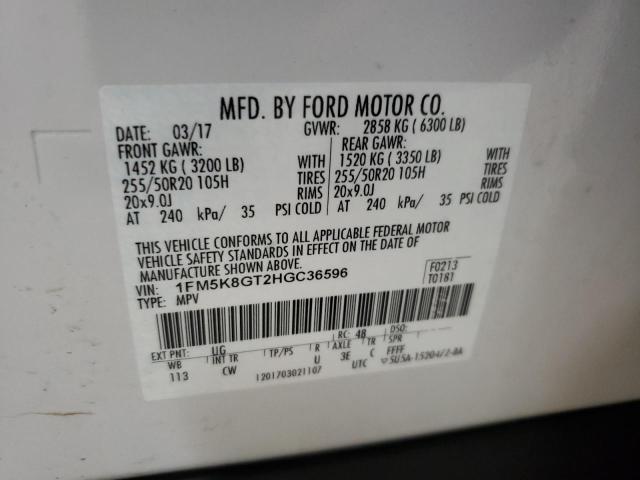 MFD. BY FORD MOTOR CO.
DATE: 03/17 GVWR: 2858 KG ( 6300 LB)
FRONT GAWR: REAR GAWR:
1452 KG ( 3200 LB) WITH 1520 KG ( 3350 LB) WITH
255/50R20 105H TIRES 255/50R20 105H TIRES
20x9.0J RIMS 20x9.0J RIMS
AT 240 kPa/ 35 PSI COLD AT 240 kPa/ 35 PSI COLD
THIS VEHICLE CONFORMS TO ALL APPLICABLE FEDERAL MOTOR
VEHICLE SAFETY STANDARDS IN EFFECT ON THE DATE OF
MANUFACTURE SHOWN ABOVE.
VIN: 1FM5K8GT2HGC36596 F0213
TYPE: MPV T0181
EXT PNT: UG RC: 48 DSO:
WB INT TR TP/PS R AXLE TR SPR
113 CW U 3E C FFFF
1201703021107 UTC